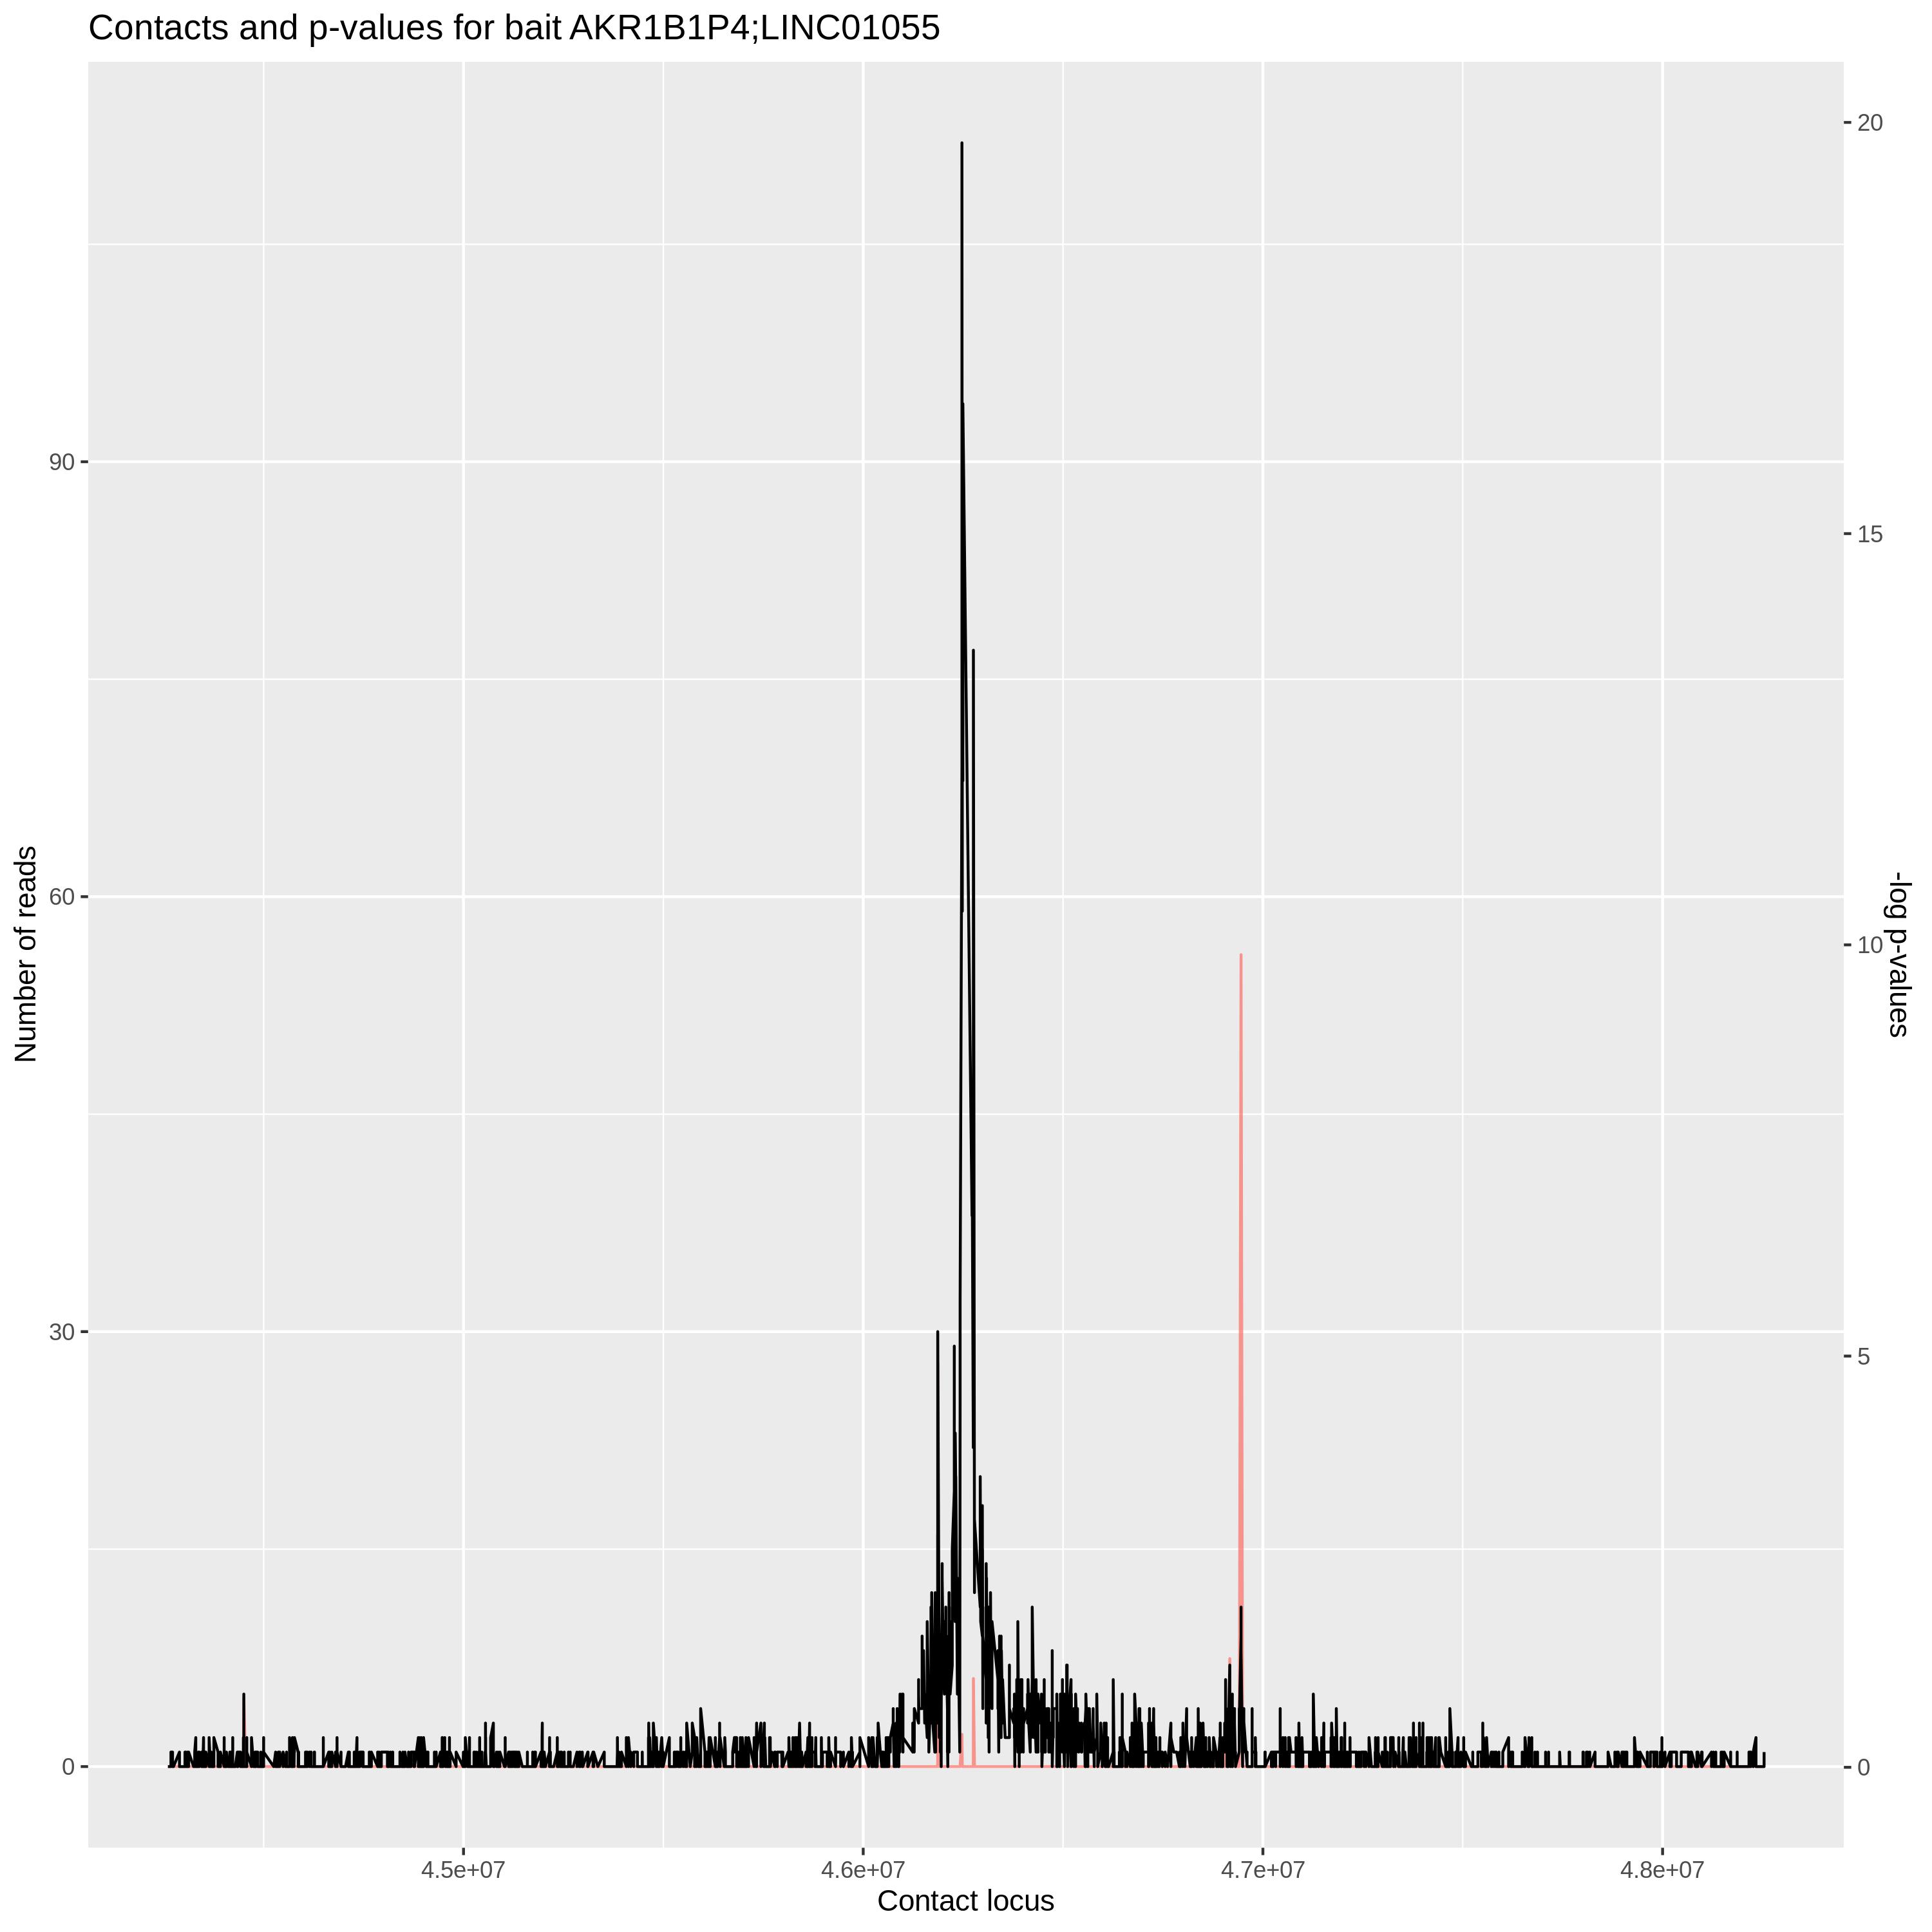 Contacts and p-values for bait AKR1B1P4;LINC01055
20
90
15
60
10
30
5
0
0
Number of reads
-log p-values
4.5e+07
4.6e+07
4.7e+07
4.8e+07
Contact locus